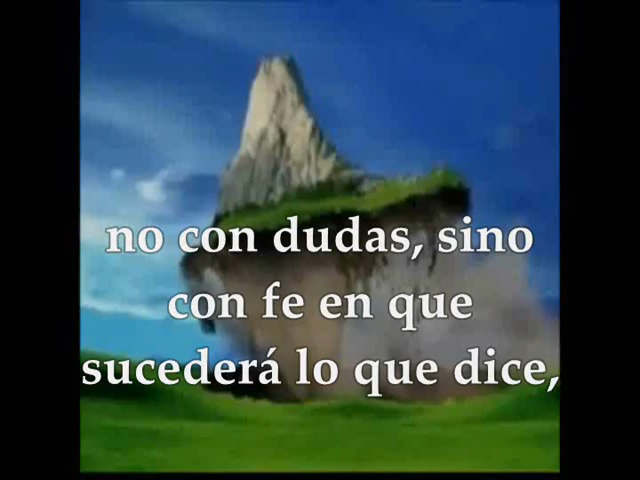 no con dudas, sino
con fe en que
sucederá lo que dice,